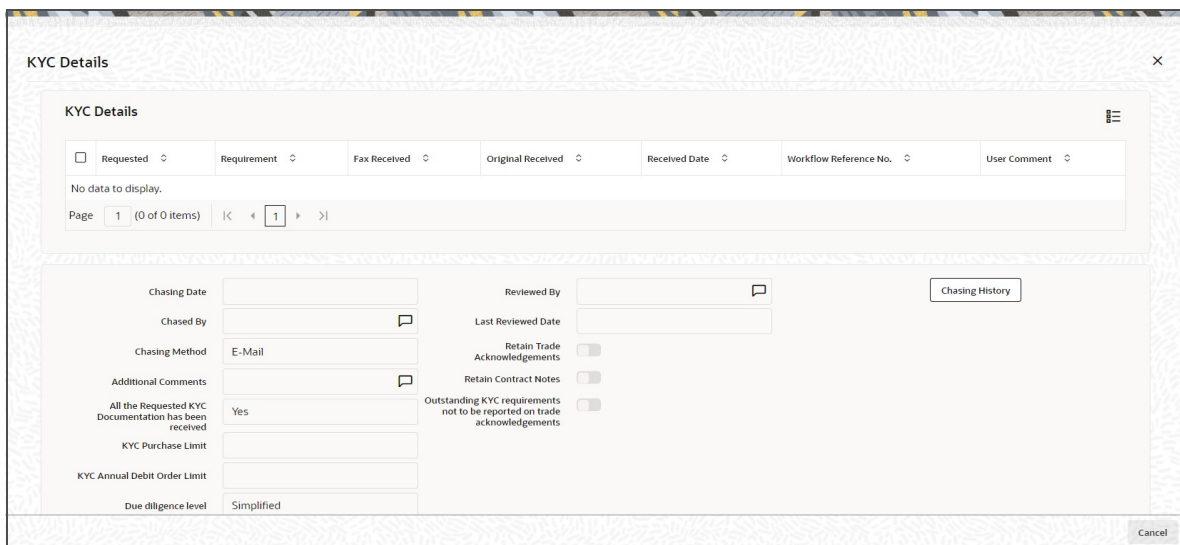 KYC Details
KYC Details
Requested Requirement Fax Received Original Received Received Date Workflow Reference No. User Comment
No data to display.
Page 1 (0 of 0 items) 1
Chasing Date Reviewed By Chasing History
Chased By Last Reviewed Date
Chasing Method E-Mail Retain Trade
Acknowledgements
Additional Comments Retain Contract Notes
All the Requested KYC
Documentation has been
received
Yes
Outstanding KYC requirements
not to be reported on trade
acknowledgements
KYC Purchase Limit
KYC Annual Debit Order Limit
Due diligence level Simplified
Cancel